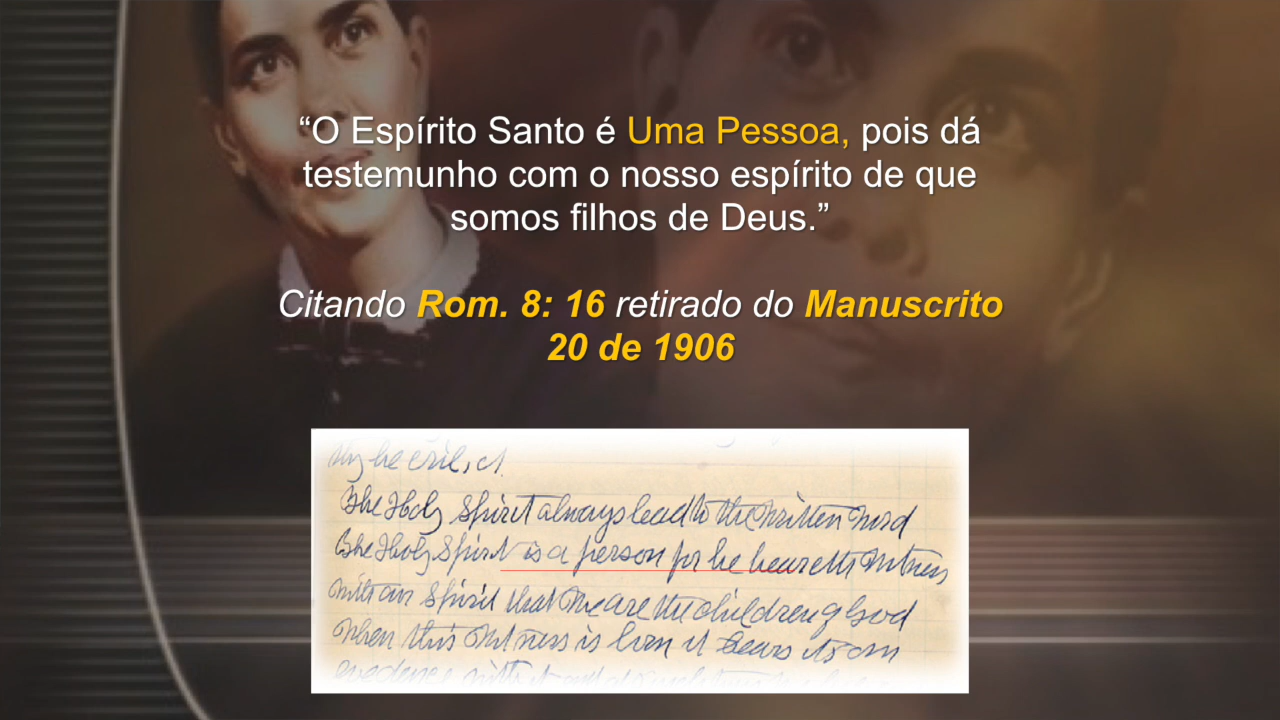 “O Espírito Santo é Uma Pessoa, pois dá
testemunho com o nosso espírito de que
somos filhos de Deus.”
Citando Rom. 8: 16 retirado do Manuscrito
20 de 1906
The Holy Spirit always lead to the written word
The Holy Spirit is a person for he beareth witness
with our Spirit that we are the children of God
when this witness is born it bears its own